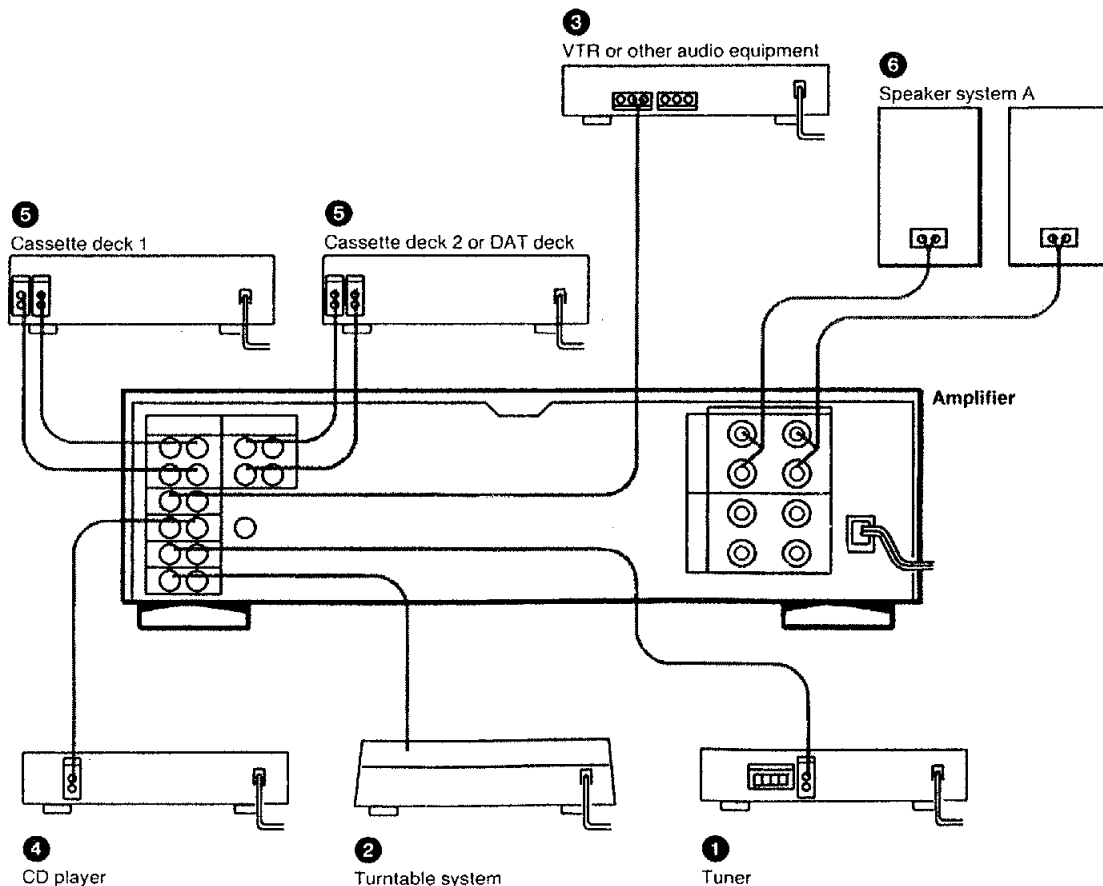 3
VTR or other audio equipment
6
Speaker system A
5
Cassette deck 1
5
Cassette deck 2 or DAT deck
Amplifier
4
CD player
2
Turntable system
1
Tuner